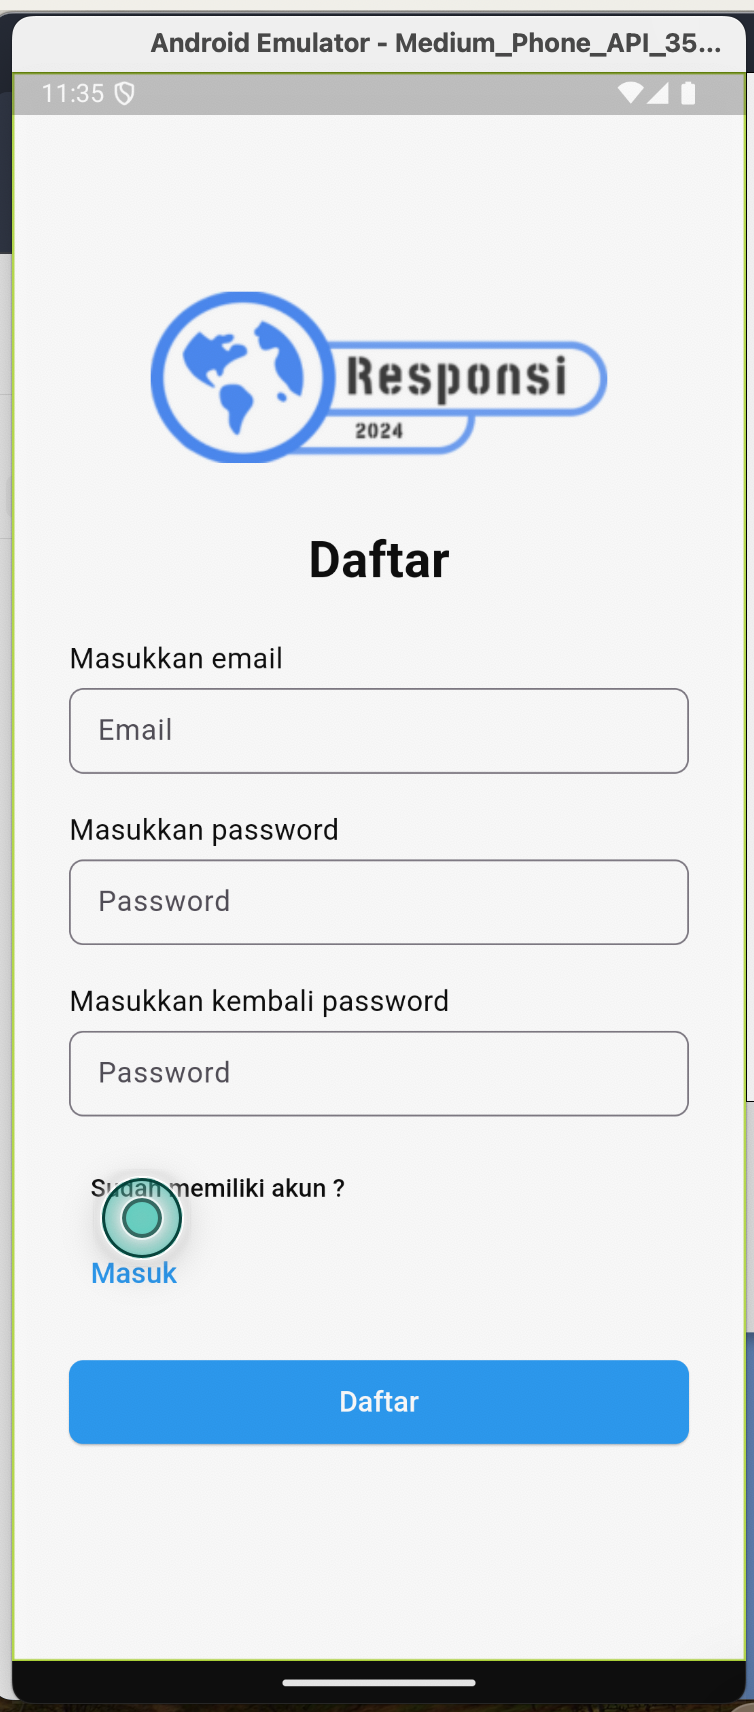 Android Emulator - Medium_Phone_API_35...
11:35
Responsi
2024
Daftar
Masukkan email
Email
Masukkan password
Password
Masukkan kembali password
Password
Sudah memiliki akun ?
Masuk
Daftar